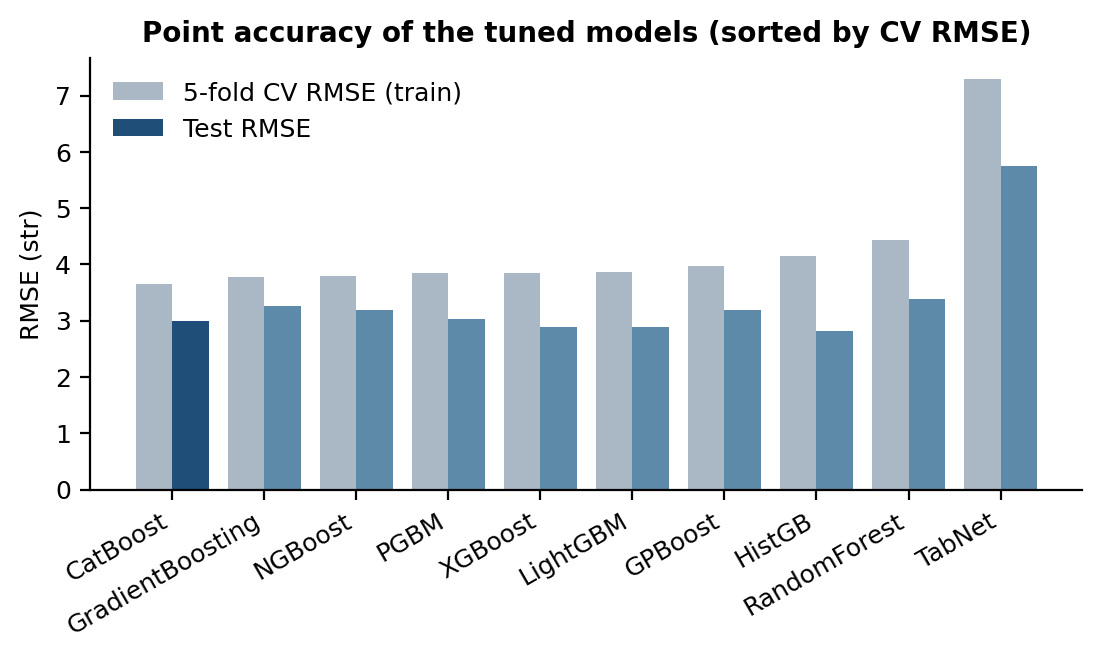 Point accuracy of the tuned models (sorted by CV RMSE)
5-fold CV RMSE (train)
Test RMSE
RMSE (str)
7
6
5
4
3
2
1
0
CatBoost
GradientBoosting
NGBoost
PGBM
XGBoost
LightGBM
GPBoost
HistGB
RandomForest
TabNet